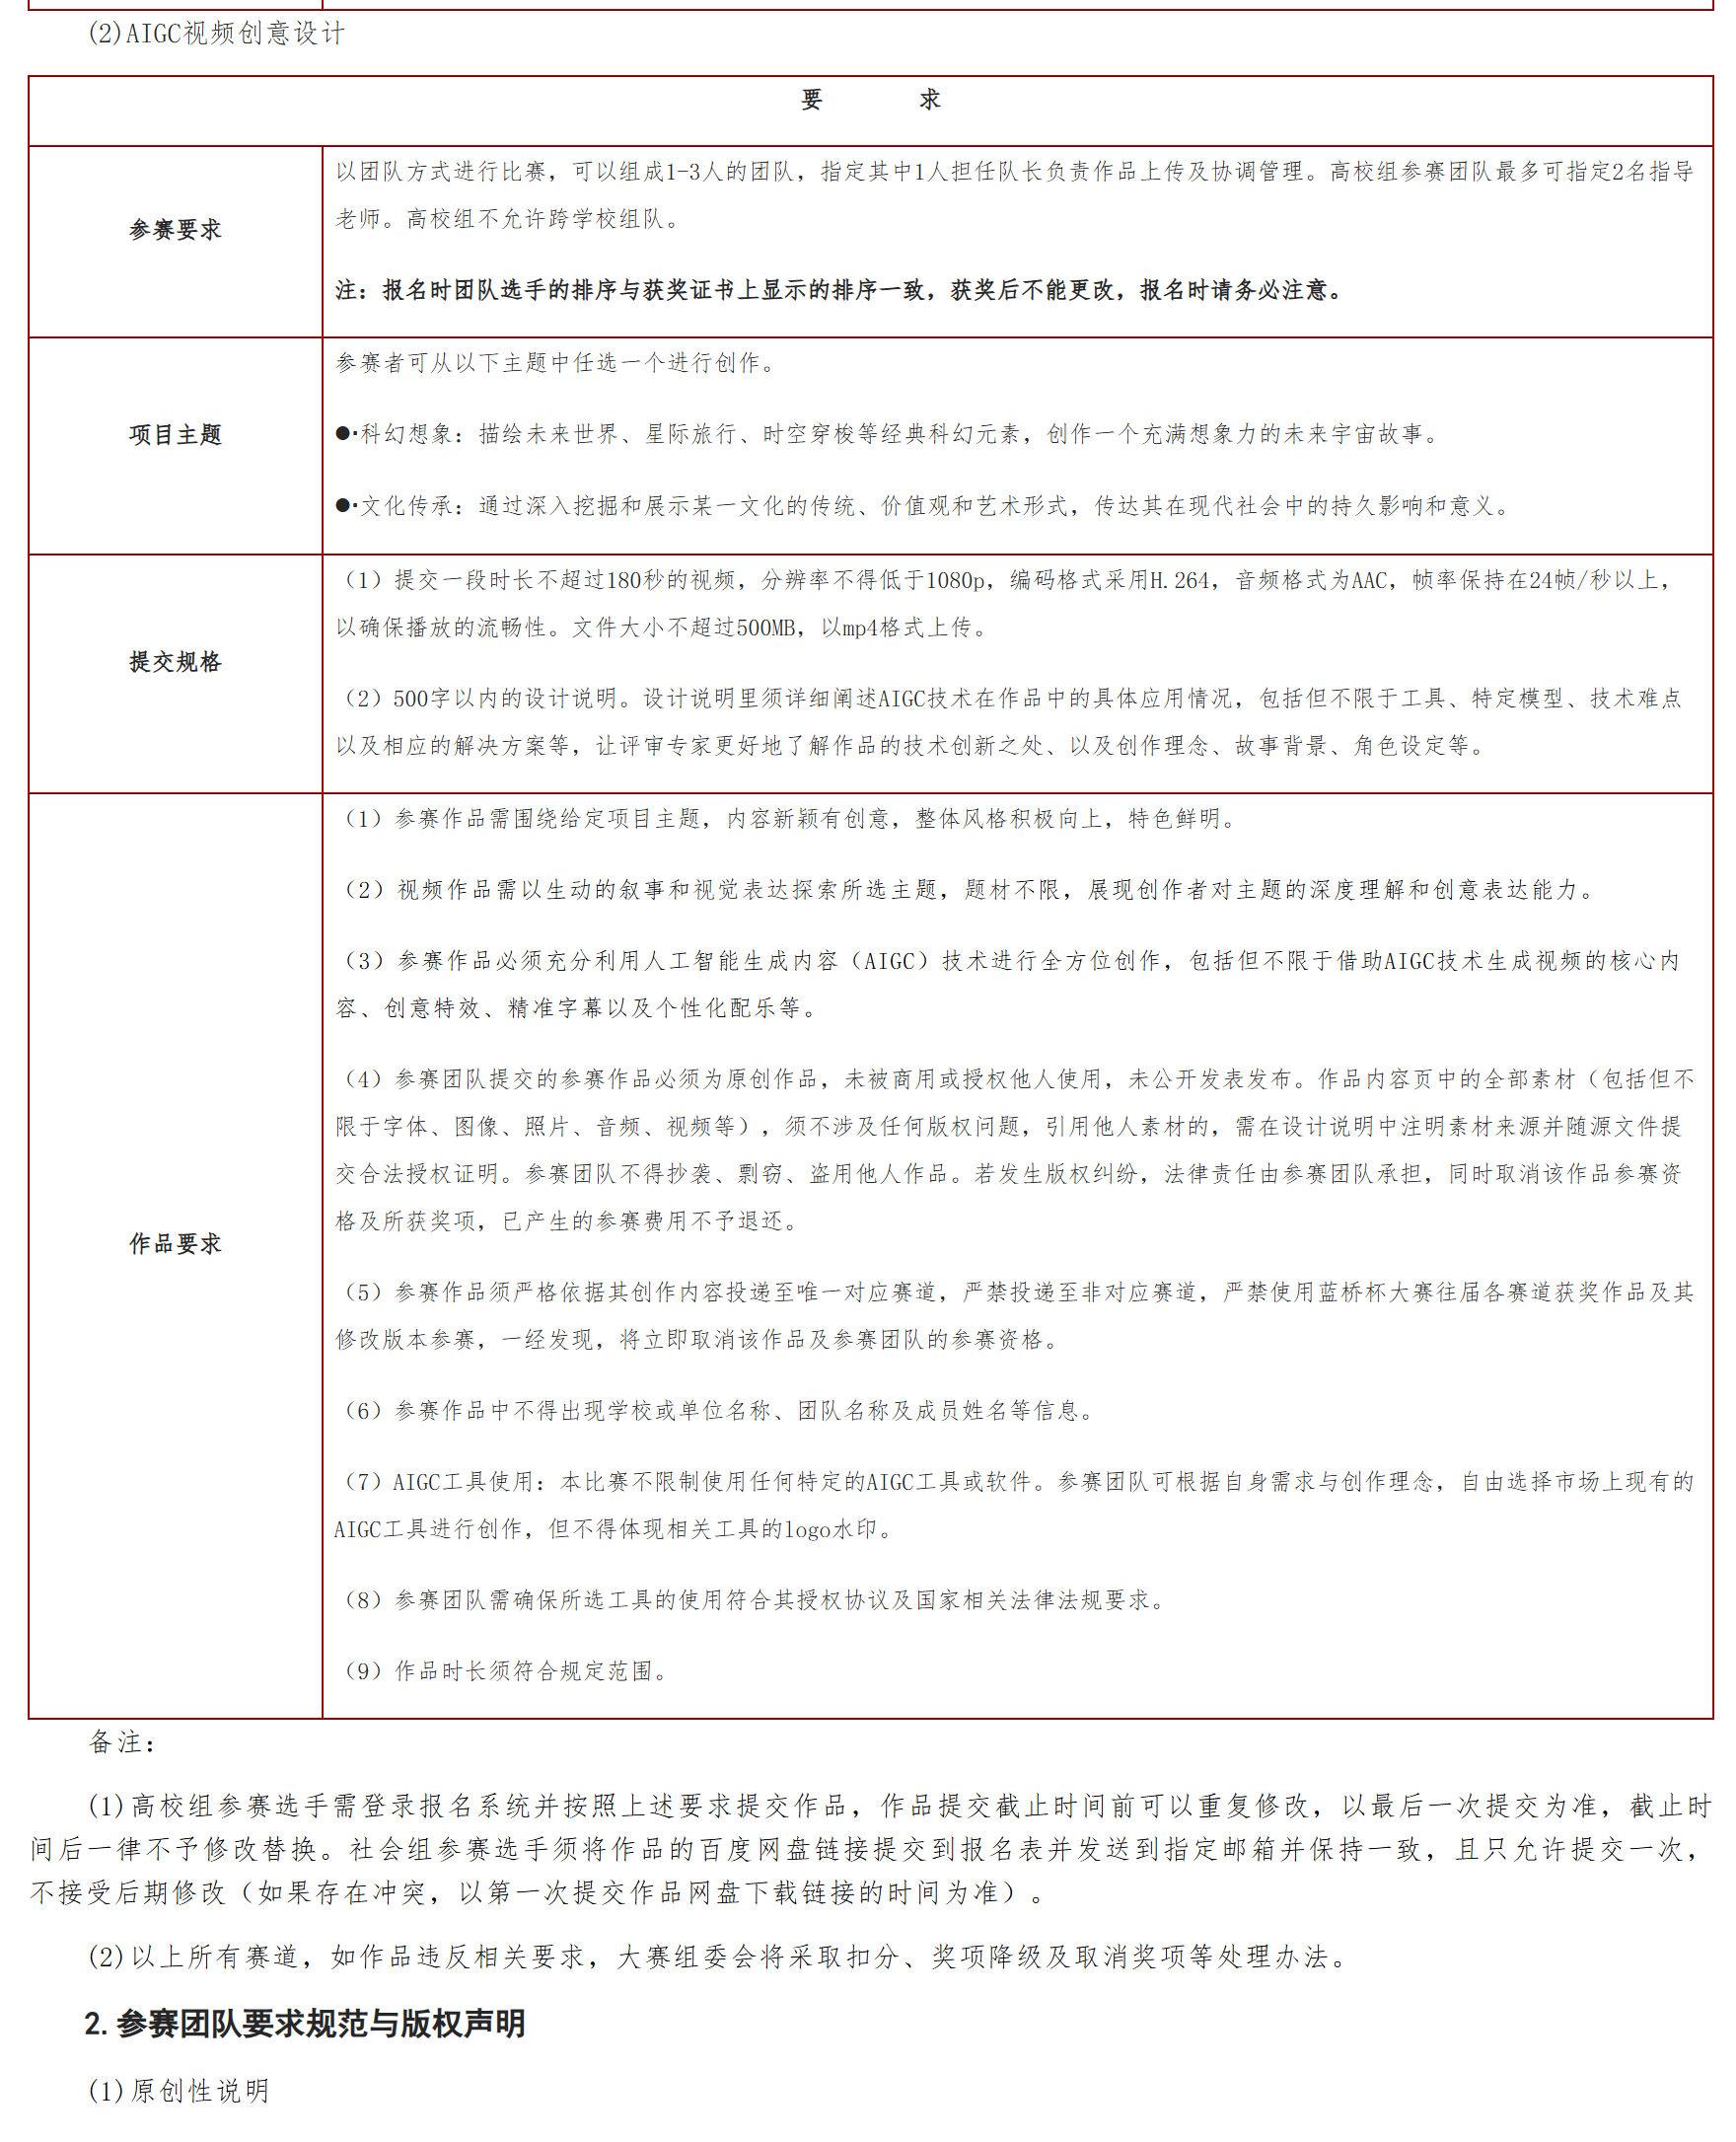 (2)AIGC视频创意设计
要 求
参赛要求
以团队方式进行比赛，可以组成1-3人的团队，指定其中1人担任队长负责作品上传及协调管理。高校组参赛团队最多可指定2名指导
老师。高校组不允许跨学校组队。
注：报名时团队选手的排序与获奖证书上显示的排序一致，获奖后不能更改，报名时请务必注意。
项目主题
参赛者可从以下主题中任选一个进行创作。
●·科幻想象：描绘未来世界、星际旅行、时空穿梭等经典科幻元素，创作一个充满想象力的未来宇宙故事。
●·文化传承：通过深入挖掘和展示某一文化的传统、价值观和艺术形式，传达其在现代社会中的持久影响和意义。
提交规格
（1）提交一段时长不超过180秒的视频，分辨率不得低于1080p，编码格式采用H.264，音频格式为AAC，帧率保持在24帧/秒以上，
以确保播放的流畅性。文件大小不超过500MB，以mp4格式上传。
（2）500字以内的设计说明。设计说明里须详细阐述AIGC技术在作品中的具体应用情况，包括但不限于工具、特定模型、技术难点
以及相应的解决方案等，让评审专家更好地了解作品的技术创新之处、以及创作理念、故事背景、角色设定等。
作品要求
（1）参赛作品需围绕给定项目主题，内容新颖有创意，整体风格积极向上，特色鲜明。
（2）视频作品需以生动的叙事和视觉表达探索所选主题，题材不限，展现创作者对主题的深度理解和创意表达能力。
（3）参赛作品必须充分利用人工智能生成内容（AIGC）技术进行全方位创作，包括但不限于借助AIGC技术生成视频的核心内
容、创意特效、精准字幕以及个性化配乐等。
（4）参赛团队提交的参赛作品必须为原创作品，未被商用或授权他人使用，未公开发表发布。作品内容页中的全部素材（包括但不
限于字体、图像、照片、音频、视频等），须不涉及任何版权问题，引用他人素材的，需在设计说明中注明素材来源并随源文件提
交合法授权证明。参赛团队不得抄袭、剽窃、盗用他人作品。若发生版权纠纷，法律责任由参赛团队承担，同时取消该作品参赛资
格及所获奖项，已产生的参赛费用不予退还。
（5）参赛作品须严格依据其创作内容投递至唯一对应赛道，严禁投递至非对应赛道，严禁使用蓝桥杯大赛往届各赛道获奖作品及其
修改版本参赛，一经发现，将立即取消该作品及参赛团队的参赛资格。
（6）参赛作品中不得出现学校或单位名称、团队名称及成员姓名等信息。
（7）AIGC工具使用：本比赛不限制使用任何特定的AIGC工具或软件。参赛团队可根据自身需求与创作理念，自由选择市场上现有的
AIGC工具进行创作，但不得体现相关工具的logo水印。
（8）参赛团队需确保所选工具的使用符合其授权协议及国家相关法律法规要求。
（9）作品时长须符合规定范围。
备注：
(1)高校组参赛选手需登录报名系统并按照上述要求提交作品，作品提交截止时间前可以重复修改，以最后一次提交为准，截止时
间后一律不予修改替换。社会组参赛选手须将作品的百度网盘链接提交到报名表并发送到指定邮箱并保持一致，且只允许提交一次，
不接受后期修改（如果存在冲突，以第一次提交作品网盘下载链接的时间为准）。
(2)以上所有赛道，如作品违反相关要求，大赛组委会将采取扣分、奖项降级及取消奖项等处理办法。
2.参赛团队要求规范与版权声明
(1)原创性说明